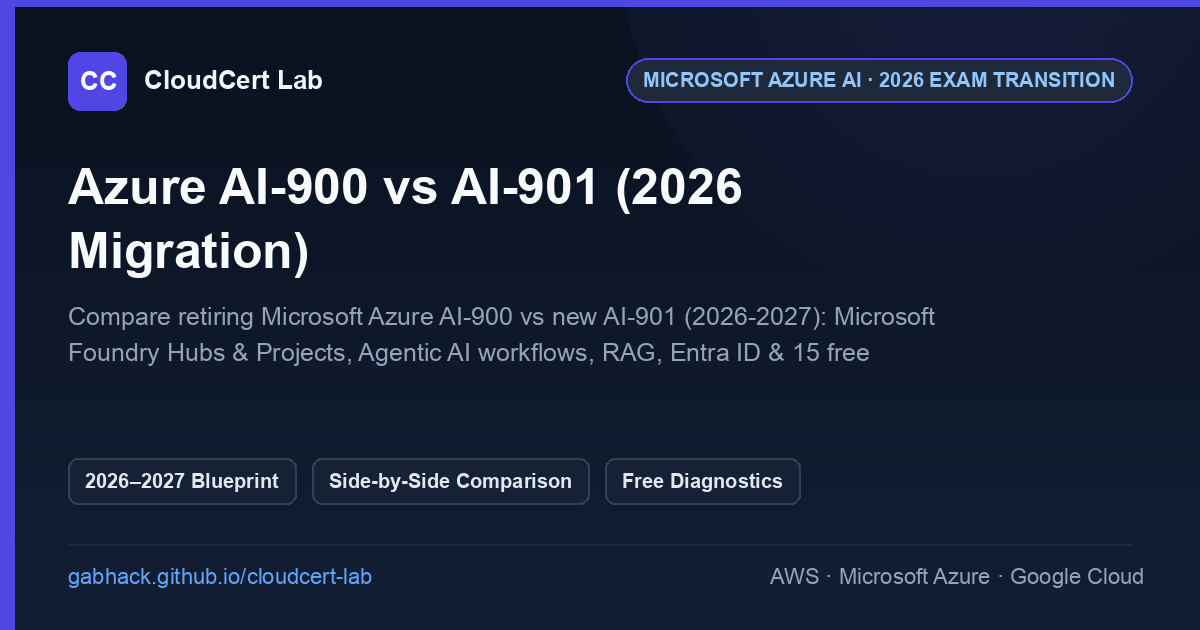 CC
CloudCert Lab
MICROSOFT AZURE AI · 2026 EXAM TRANSITION
Azure AI-900 vs AI-901 (2026
Migration)
Compare retiring Microsoft Azure AI-900 vs new AI-901 (2026-2027): Microsoft
Foundry Hubs & Projects, Agentic AI workflows, RAG, Entra ID & 15 free
2026–2027 Blueprint
Side-by-Side Comparison
Free Diagnostics
gabhack.github.io/cloudcert-lab
AWS · Microsoft Azure · Google Cloud